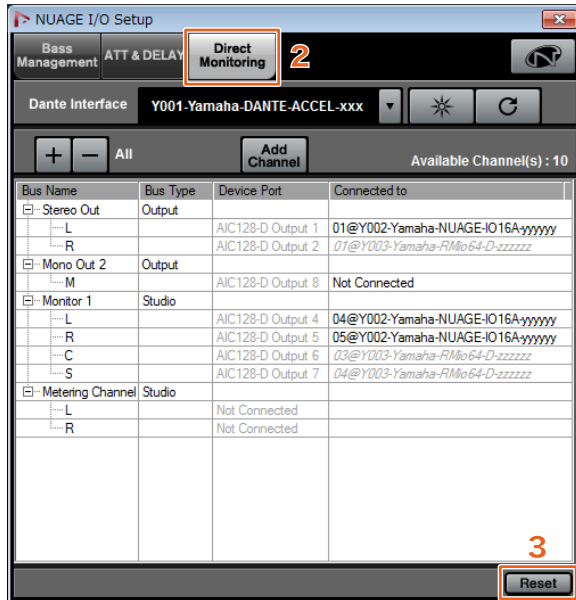 NUAGE I/O Setup
Bass Management ATT & DELAY Direct Monitoring 2
Dante Interface Y001-Yamaha-DANTE-ACCEL-xxx
+ − All Add Channel Available Channel(s) : 10
Bus Name Bus Type Device Port Connected to
Stereo Out Output
L AIC128-D Output 1 01@Y002-Yamaha-NUAGE-IO16A-yyyyyy
R AIC128-D Output 2 01@Y003-Yamaha-RMio64-D-zzzzzz
Mono Out 2 Output
M AIC128-D Output 8 Not Connected
Monitor 1 Studio
L AIC128-D Output 4 04@Y002-Yamaha-NUAGE-IO16A-yyyyyy
R AIC128-D Output 5 05@Y002-Yamaha-NUAGE-IO16A-yyyyyy
C AIC128-D Output 6 03@Y003-Yamaha-RMio64-D-zzzzzz
S AIC128-D Output 7 04@Y003-Yamaha-RMio64-D-zzzzzz
Metering Channel Studio
L Not Connected
R Not Connected
3
Reset